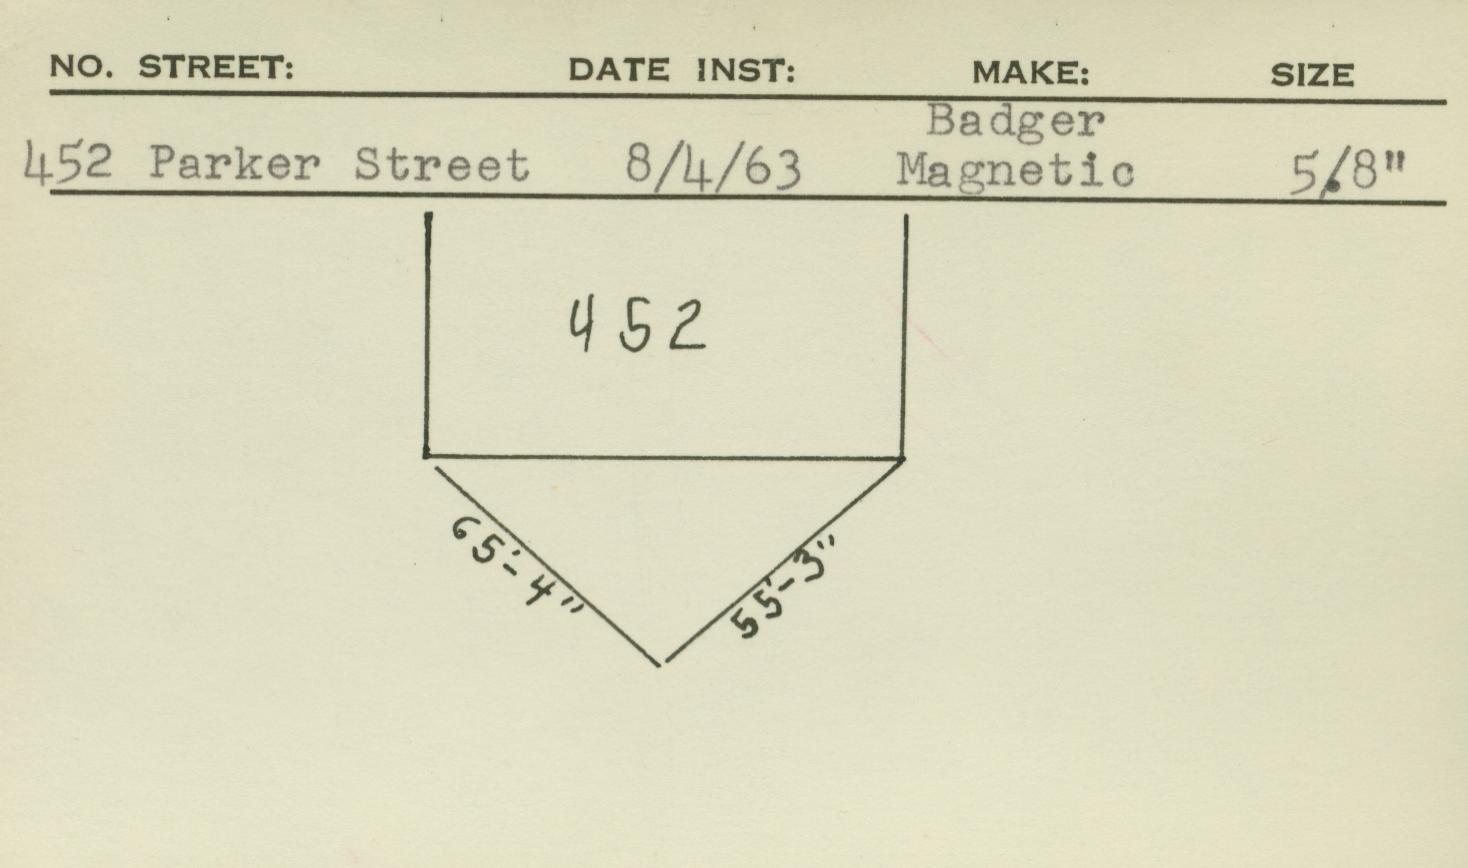 NO. STREET: DATE INST: MAKE: SIZE
Badger
452 Parker Street 8/4/63 Magnetic 5/8"
452
65'-4"
55'-3"